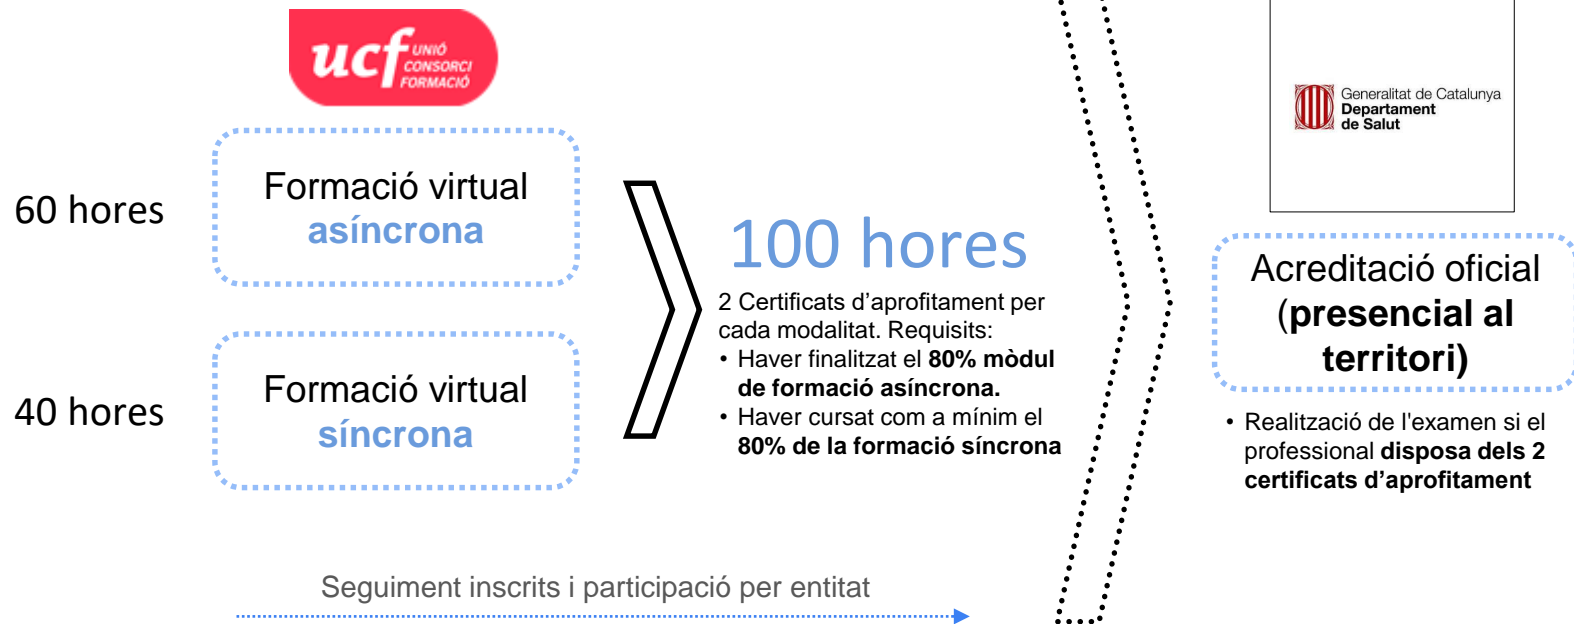 ucf UNIÓ
CONSORCI
FORMACIÓ
60 hores
Formació virtual
asíncrona
40 hores
Formació virtual
síncrona
100 hores
2 Certificats d’aprofitament per
cada modalitat. Requisits:
• Haver finalitzat el 80% mòdul
de formació asíncrona.
• Haver cursat com a mínim el
80% de la formació síncrona
Generalitat de Catalunya
Departament
de Salut
Acreditació oficial
(presencial al
territori)
• Realització de l'examen si el
professional disposa dels 2
certificats d’aprofitament
Seguiment inscrits i participació per entitat